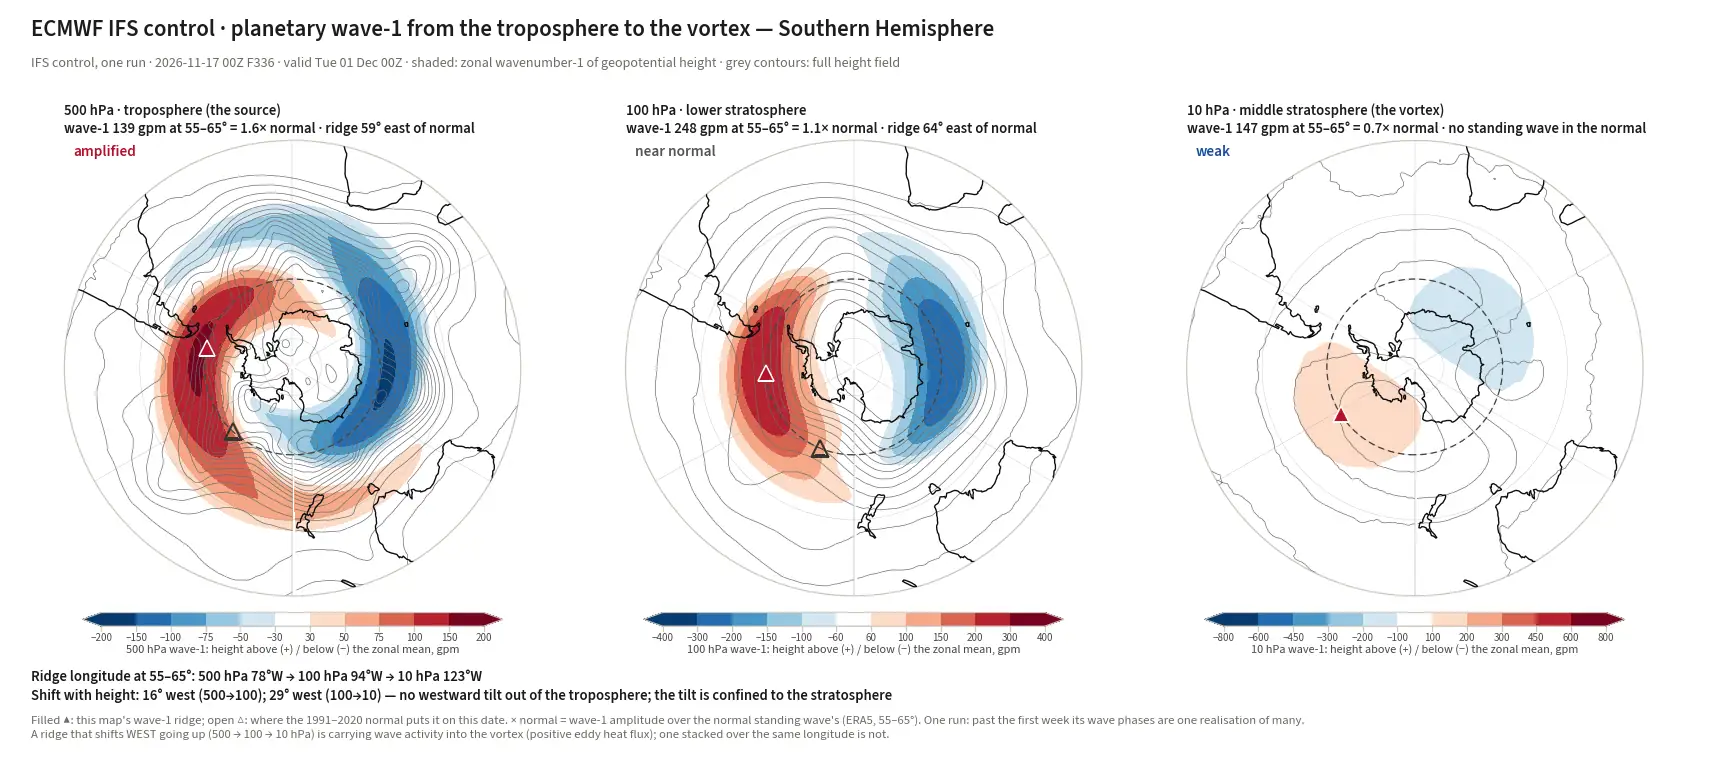 ECMWF IFS control · planetary wave-1 from the troposphere to the vortex — Southern Hemisphere
IFS control, one run · 2026-11-17 00Z F336 · valid Tue 01 Dec 00Z · shaded: zonal wavenumber-1 of geopotential height · grey contours: full height field
500 hPa · troposphere (the source)
wave-1 139 gpm at 55–65° = 1.6× normal · ridge 59° east of normal
amplified
100 hPa · lower stratosphere
wave-1 248 gpm at 55–65° = 1.1× normal · ridge 64° east of normal
near normal
10 hPa · middle stratosphere (the vortex)
wave-1 147 gpm at 55–65° = 0.7× normal · no standing wave in the normal
weak
−200 −150 −100 −75 −50 −30 30 50 75 100 150 200
500 hPa wave-1: height above (+) / below (−) the zonal mean, gpm
−400 −300 −200 −150 −100 −60 60 100 150 200 300 400
100 hPa wave-1: height above (+) / below (−) the zonal mean, gpm
−800 −600 −450 −300 −200 −100 100 200 300 450 600 800
10 hPa wave-1: height above (+) / below (−) the zonal mean, gpm
Ridge longitude at 55–65°: 500 hPa 78°W → 100 hPa 94°W → 10 hPa 123°W
Shift with height: 16° west (500→100); 29° west (100→10) — no westward tilt out of the troposphere; the tilt is confined to the stratosphere
Filled ▲: this map's wave-1 ridge; open △: where the 1991–2020 normal puts it on this date. × normal = wave-1 amplitude over the normal standing wave's (ERA5, 55–65°). One run: past the first week its wave phases are one realisation of many.
A ridge that shifts WEST going up (500 → 100 → 10 hPa) is carrying wave activity into the vortex (positive eddy heat flux); one stacked over the same longitude is not.